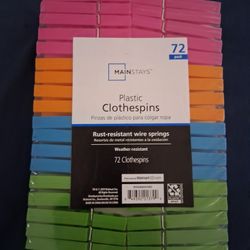 72
pack
MAINSTAYS
Plastic
Clothespins
Pinzas de plástico para colgar ropa
Rust-resistant wire springs
Resortes de metal resistentes a la oxidación
Weather-resistant
72 Clothespins
Walmart